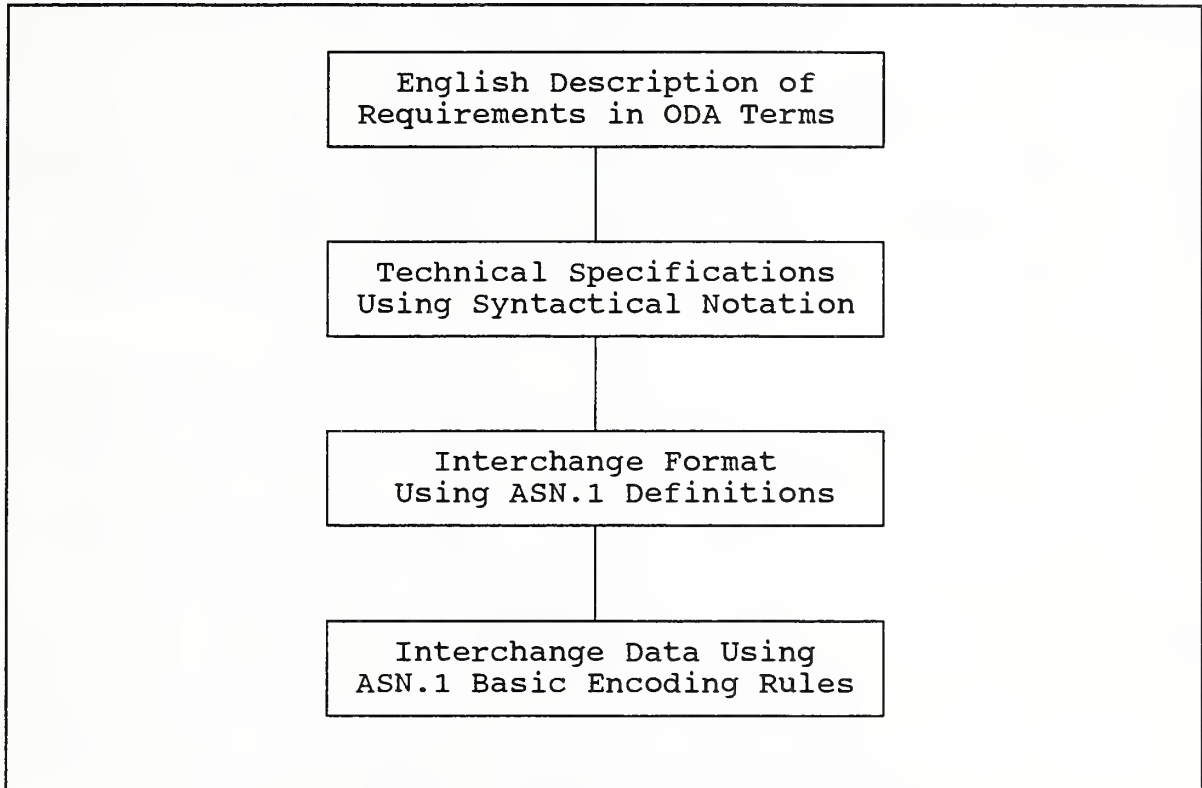 English Description of
Requirements in ODA Terms
Technical Specifications
Using Syntactical Notation
Interchange Format
Using ASN.1 Definitions
Interchange Data Using
ASN.1 Basic Encoding Rules